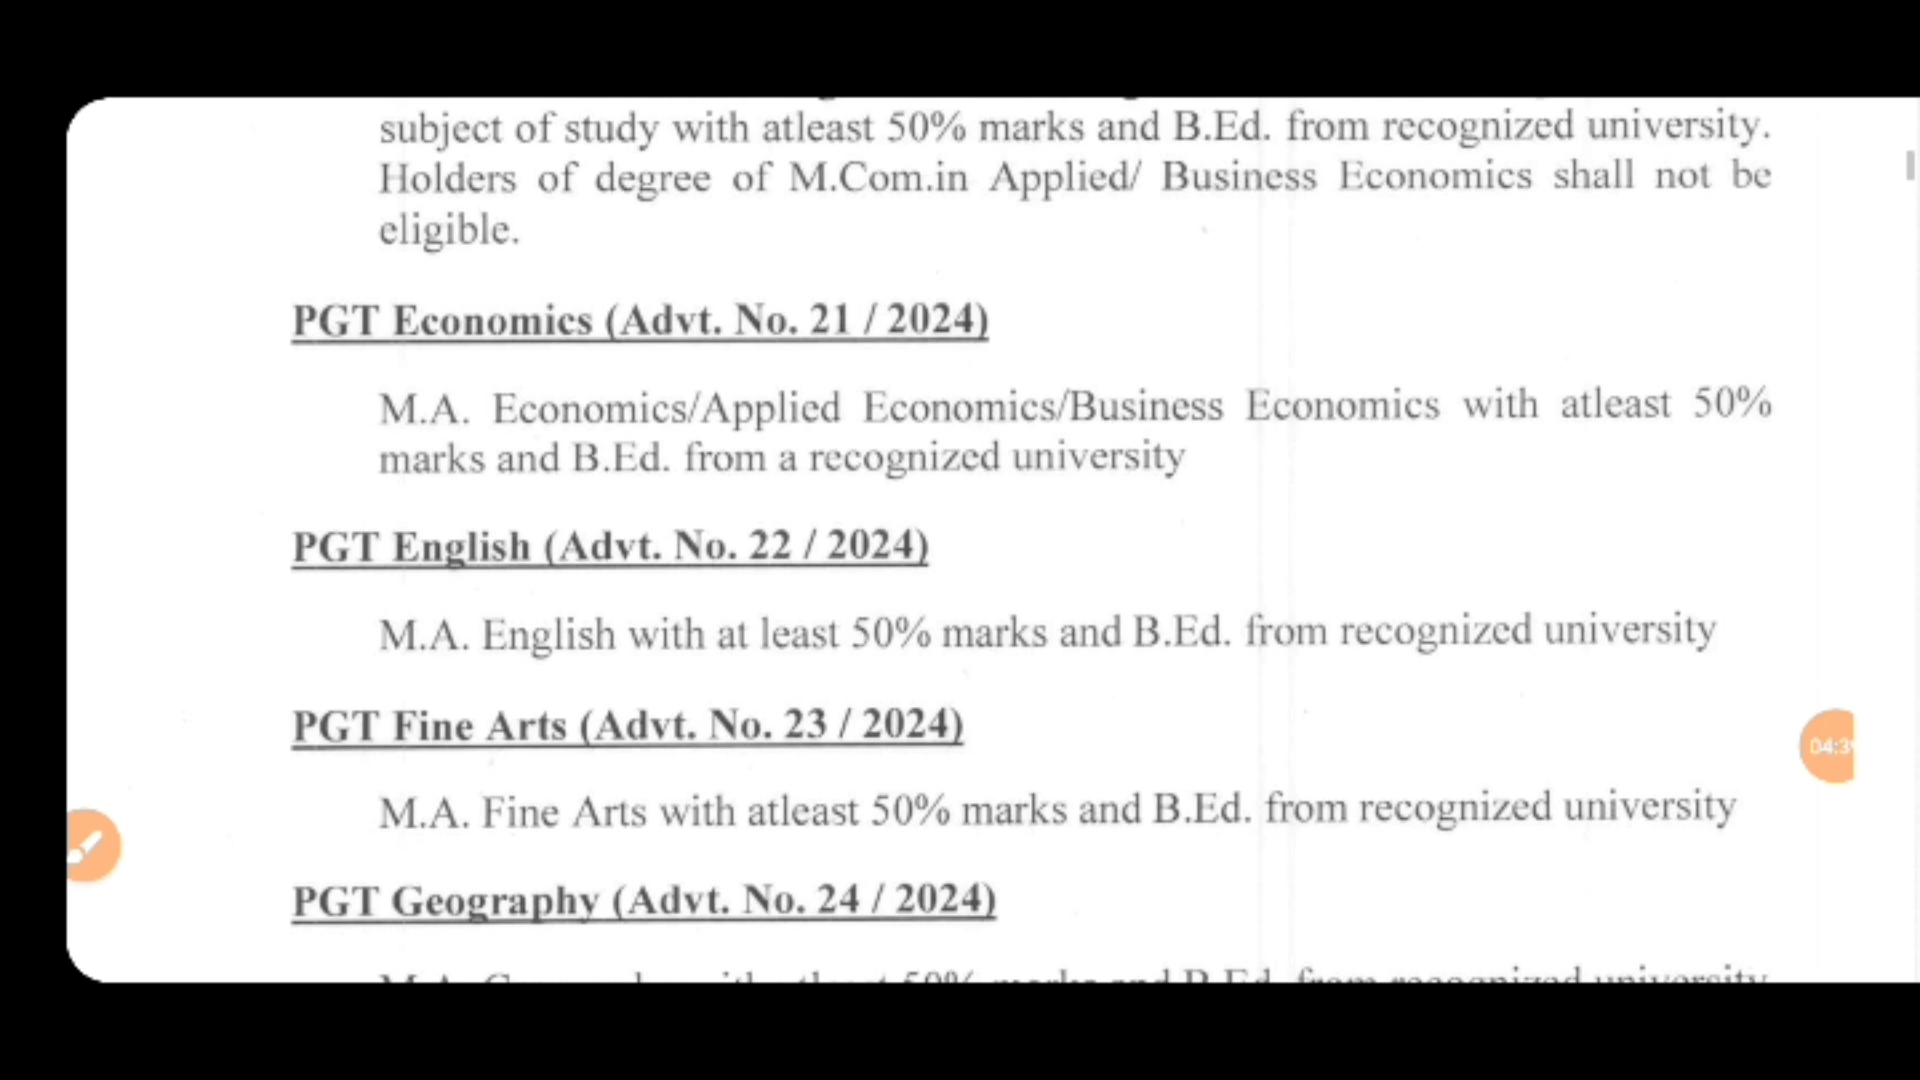 subject of study with atleast 50% marks and B.Ed. from recognized university.
Holders of degree of M.Com.in Applied/ Business Economics shall not be
eligible.
PGT Economics (Advt. No. 21 / 2024)
M.A. Economics/Applied Economics/Business Economics with atleast 50%
marks and B.Ed. from a recognized university
PGT English (Advt. No. 22 / 2024)
M.A. English with at least 50% marks and B.Ed. from recognized university
PGT Fine Arts (Advt. No. 23 / 2024)
M.A. Fine Arts with atleast 50% marks and B.Ed. from recognized university
PGT Geography (Advt. No. 24 / 2024)